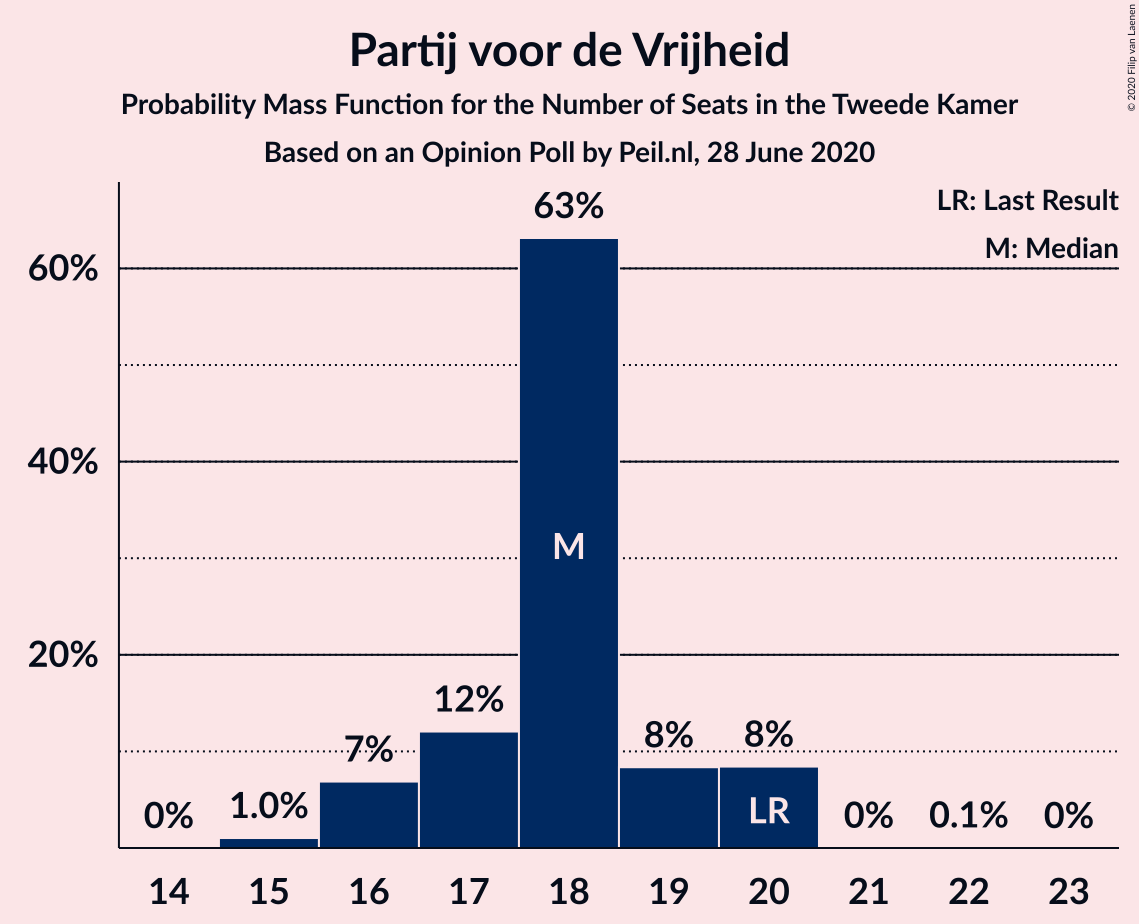 Partij voor de Vrijheid
Probability Mass Function for the Number of Seats in the Tweede Kamer
Based on an Opinion Poll by Peil.nl, 28 June 2020
© 2020 Filip van Laenen
LR: Last Result
M: Median
63%
60%
40%
M
20%
12%
7%
8%
8%
1.0%
LR
0%
0%
0.1%
0%
14 15 16 17 18 19 20 21 22 23